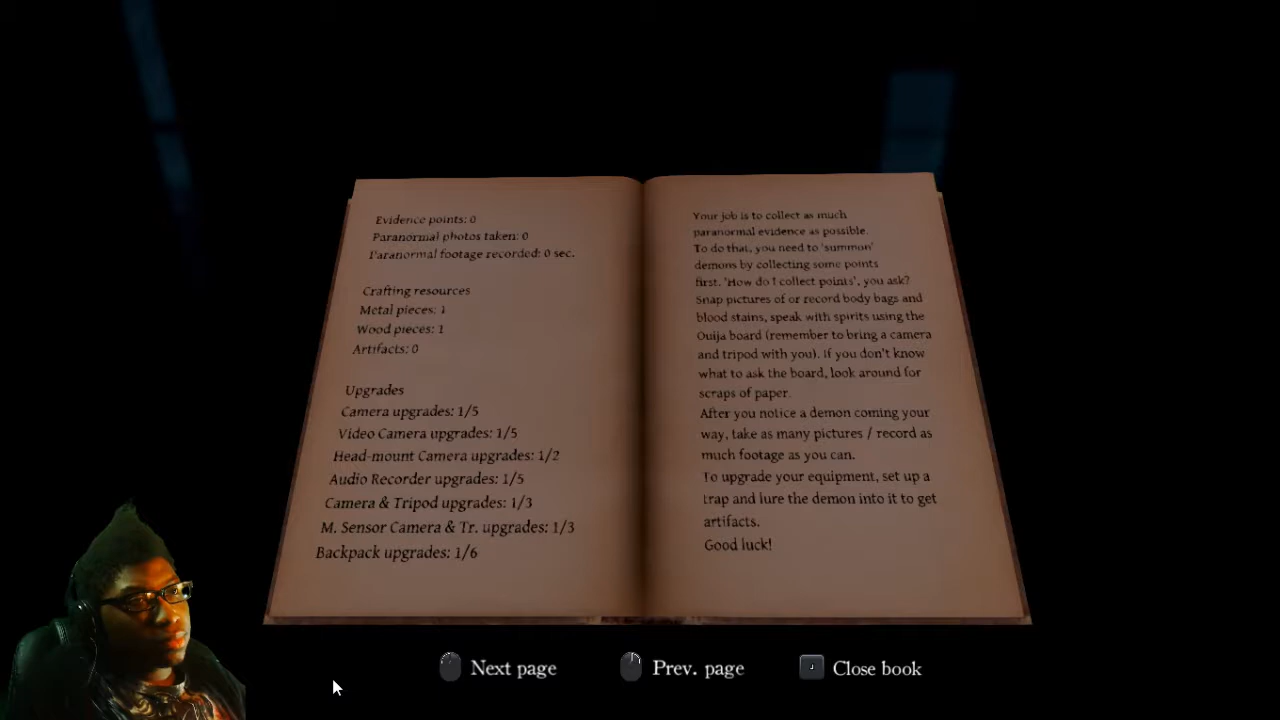 Evidence points: 0
Paranormal photos taken: 0
Paranormal footage recorded: 0 sec.
Crafting resources
Metal pieces: 1
Wood pieces: 1
Artifacts: 0
Upgrades
Camera upgrades: 1/5
Video Camera upgrades: 1/5
Head-mount Camera upgrades: 1/2
Audio Recorder upgrades: 1/5
Camera & Tripod upgrades: 1/3
M. Sensor Camera & Tr. upgrades: 1/3
Backpack upgrades: 1/6
Your job is to collect as much
paranormal evidence as possible.
To do that, you need to 'summon'
demons by collecting some points
first. 'How do I collect points', you ask?
Snap pictures of or record body bags and
blood stains, speak with spirits using the
Ouija board (remember to bring a camera
and tripod with you). If you don't know
what to ask the board, look around for
scraps of paper.
After you notice a demon coming your
way, take as many pictures / record as
much footage as you can.
To upgrade your equipment, set up a
trap and lure the demon into it to get
artifacts.
Good luck!
Next page
Prev. page
Close book